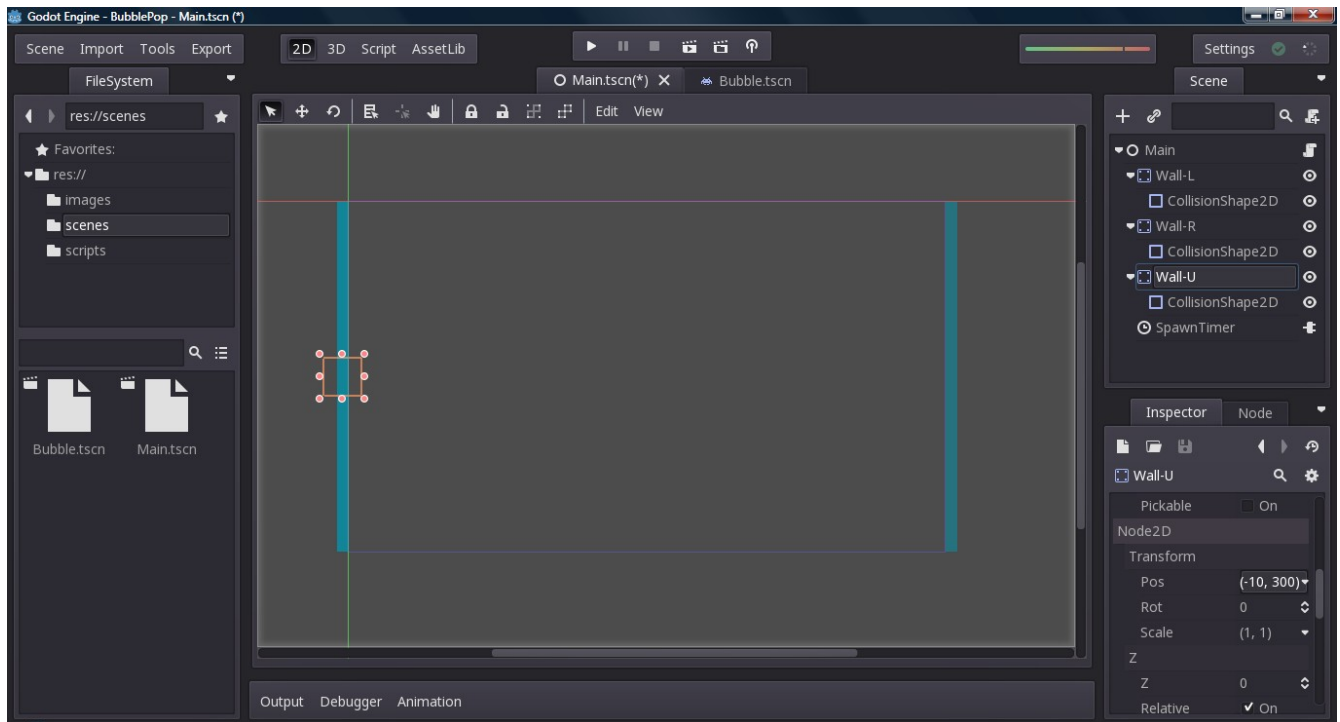 Godot Engine - BubblePop - Main.tscn (*)
Scene Import Tools Export 2D 3D Script AssetLib Settings
FileSystem Main.tscn(*) Bubble.tscn Scene
res://scenes Edit View
Favorites:
res://
images
scenes
scripts
Bubble.tscn Main.tscn
Main
Wall-L
CollisionShape2D
Wall-R
CollisionShape2D
Wall-U
CollisionShape2D
SpawnTimer
Inspector Node
Wall-U
Pickable On
Node2D
Transform
Pos (-10, 300)
Rot 0
Scale (1, 1)
Z
Z 0
Relative On
Output Debugger Animation